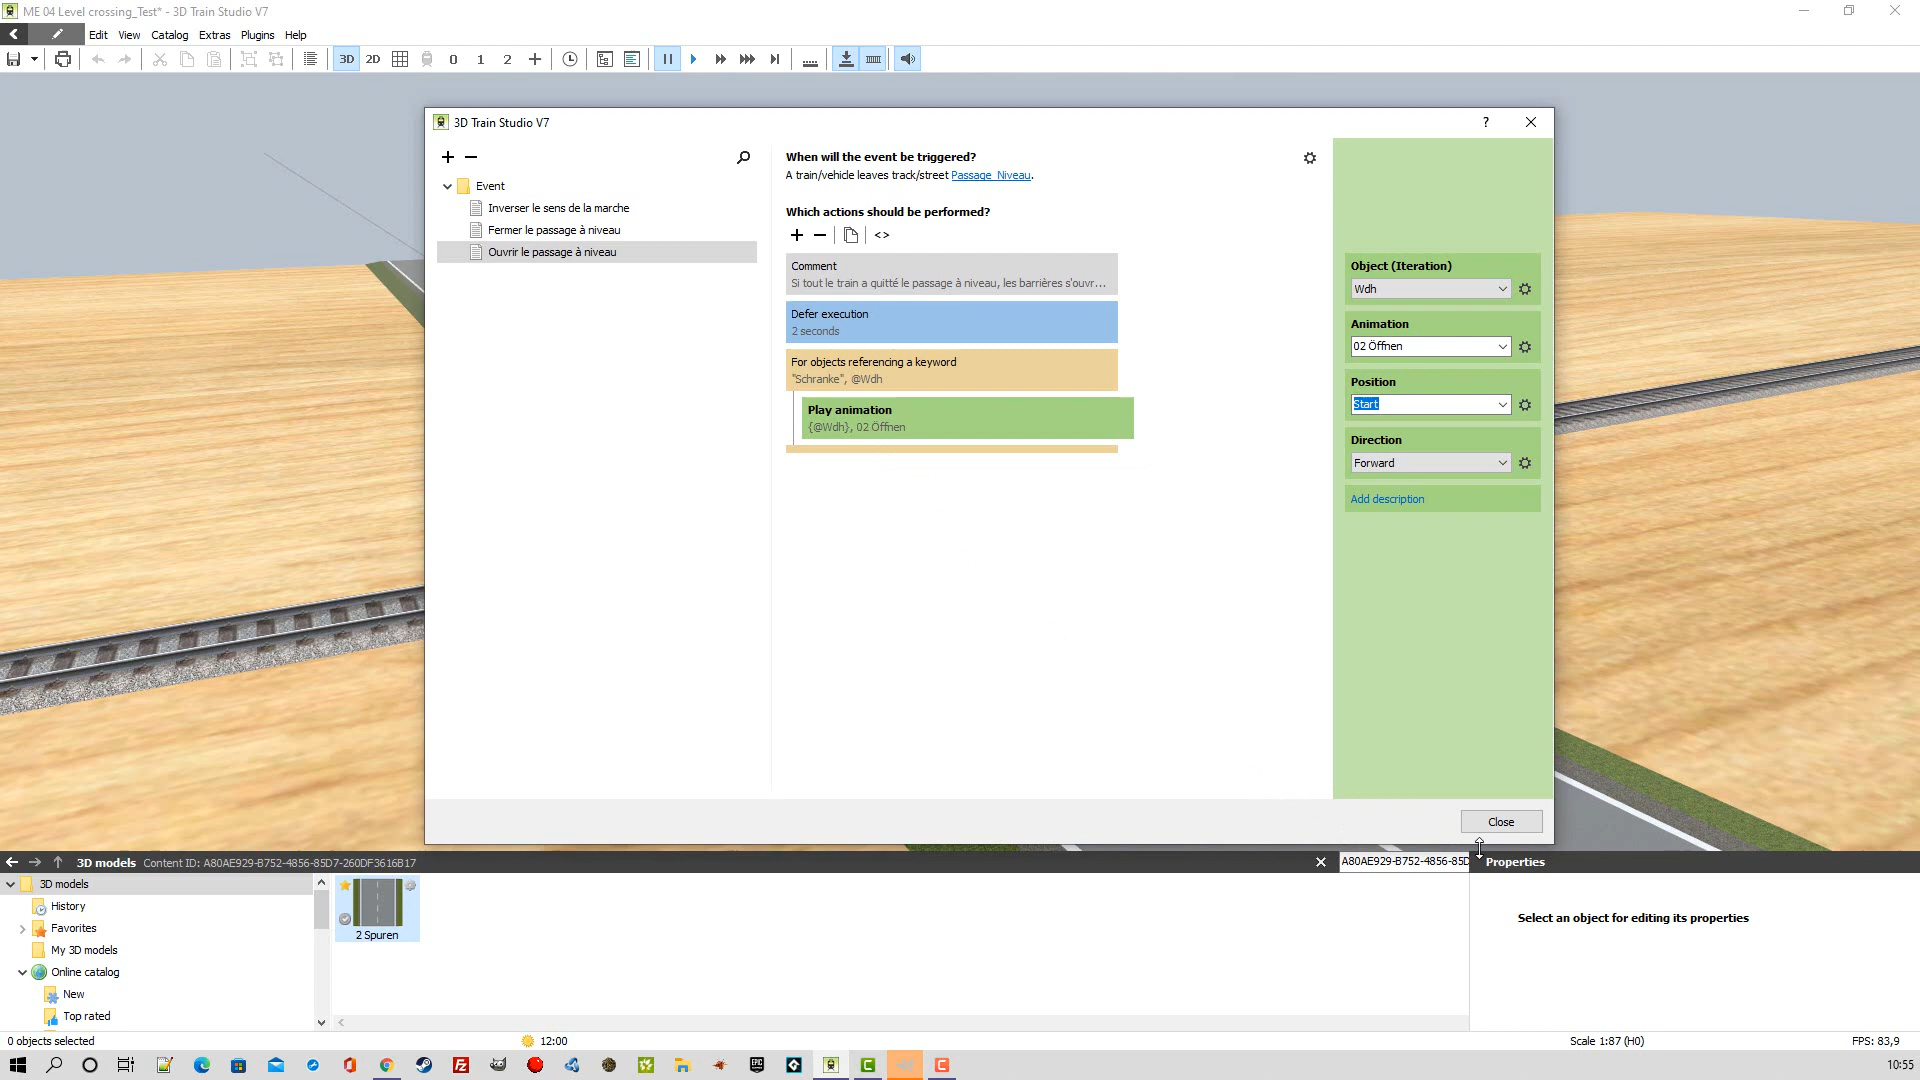 ME 04 Level crossing_Test* - 3D Train Studio V7
Edit View Catalog Extras Plugins Help
3D 2D 0 1 2
3D Train Studio V7
Event
Inverser le sens de la marche
Fermer le passage à niveau
Ouvrir le passage à niveau
When will the event be triggered?
A train/vehicle leaves track/street Passage_Niveau.
Which actions should be performed?
Comment
Si tout le train a quitté le passage à niveau, les barrières s'ouvr...
Defer execution
2 seconds
For objects referencing a keyword
"Schranke", @Wdh
Play animation
{@Wdh}, 02 Öffnen
Object (Iteration)
Wdh
Animation
02 Öffnen
Position
Start
Direction
Forward
Add description
Close
3D models Content ID: A80AE929-B752-4856-85D7-260DF3616B17
A80AE929-B752-4856-85D
Properties
3D models
History
Favorites
My 3D models
Online catalog
New
Top rated
2 Spuren
Select an object for editing its properties
0 objects selected
12:00
Scale 1:87 (H0)
FPS: 83,9
10:55